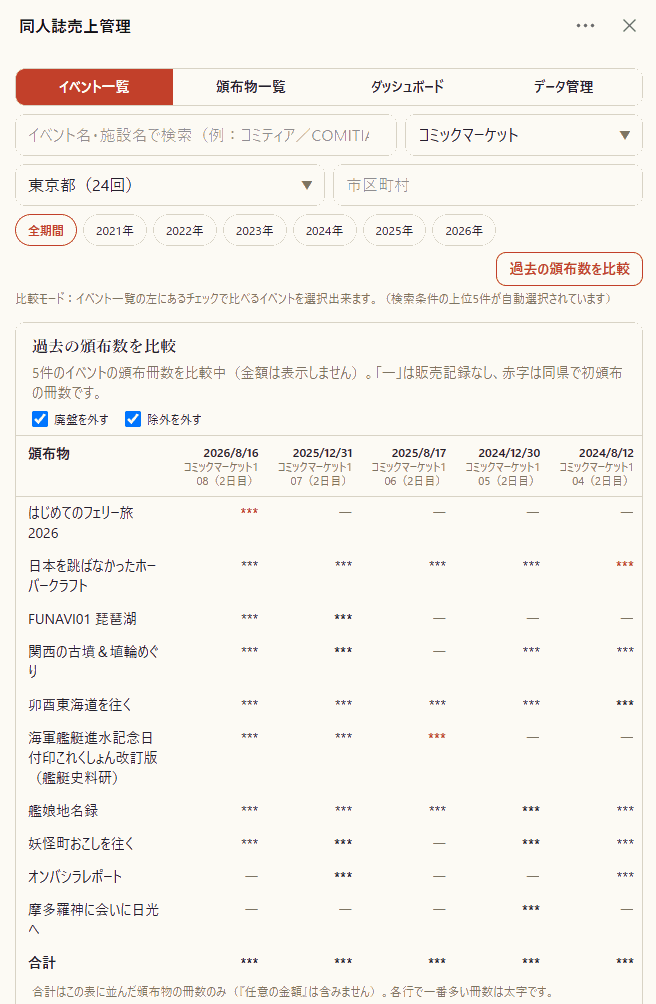 同人誌売上管理
イベント一覧
頒布物一覧
ダッシュボード
データ管理
イベント名・施設名で検索（例：コミティア／COMITIA
コミックマーケット
東京都（24回）
市区町村
全期間
2021年
2022年
2023年
2024年
2025年
2026年
過去の頒布数を比較
比較モード：イベント一覧の左にあるチェックで比べるイベントを選択出来ます。（検索条件の上位5件が自動選択されています）
過去の頒布数を比較
5件のイベントの頒布冊数を比較中（金額は表示しません）。「—」は販売記録なし、赤字は同県で初頒布
の冊数です。
廃盤を外す 除外を外す
頒布物 2026/8/16 2025/12/31 2025/8/17 2024/12/30 2024/8/12
コミックマーケット1 コミックマーケット1 コミックマーケット1 コミックマーケット1 コミックマーケット1
08（2日目） 07（2日目） 06（2日目） 05（2日目） 04（2日目）
はじめてのフェリー旅 *** — — — —
2026
日本を跳ばなかったホー *** *** *** *** ***
バークラフト
FUNAVI01 琵琶湖 *** *** — — —
関西の古墳＆埴輪めぐ *** *** — *** ***
り
卯酉東海道を往く *** *** *** *** ***
海軍艦艇進水記念日 *** *** *** — —
付印これくしょん改訂版
（艦艇史料研）
艦娘地名録 *** *** *** *** ***
妖怪町おこしを往く *** *** — *** ***
オンバシラレポート — *** — — ***
摩多羅神に会いに日光 — — — *** —
へ
合計 *** *** *** *** ***
合計はこの表に並んだ頒布物の冊数のみ（『任意の金額』は含みません）。各行で一番多い冊数は太字です。